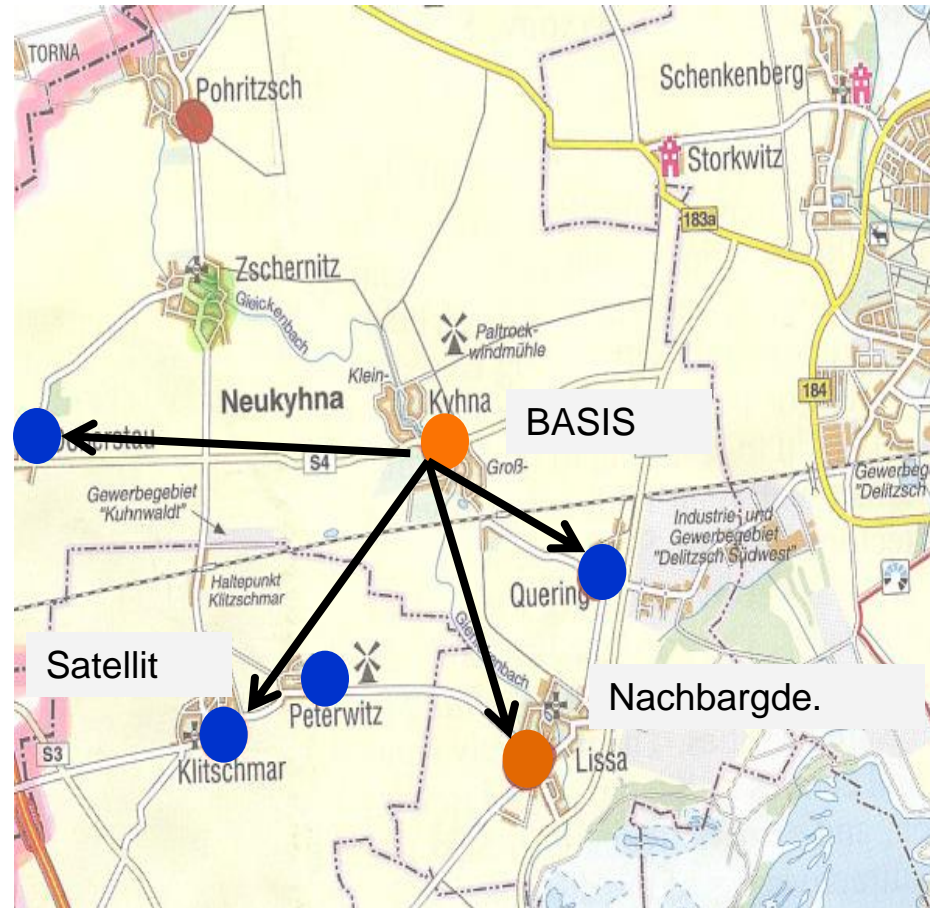 TORNA
Pohritzsch
Schenkenberg
Storkwitz
183a
Zschernitz
Gleickenbach
Paltrock-
windmühle
Klein-
Neukyhna
Kyhna
184
BASIS
S4
Groß-
Gewerbegebiet
"Kuhnwaldt"
"Delitzsch
Industrie- und
Gewerbegebiet
"Delitzsch Südwest"
Haltepunkt
Klitzschmar
Quering
Satellit
Peterwitz
Nachbargde.
S3
Klitschmar
Lissa